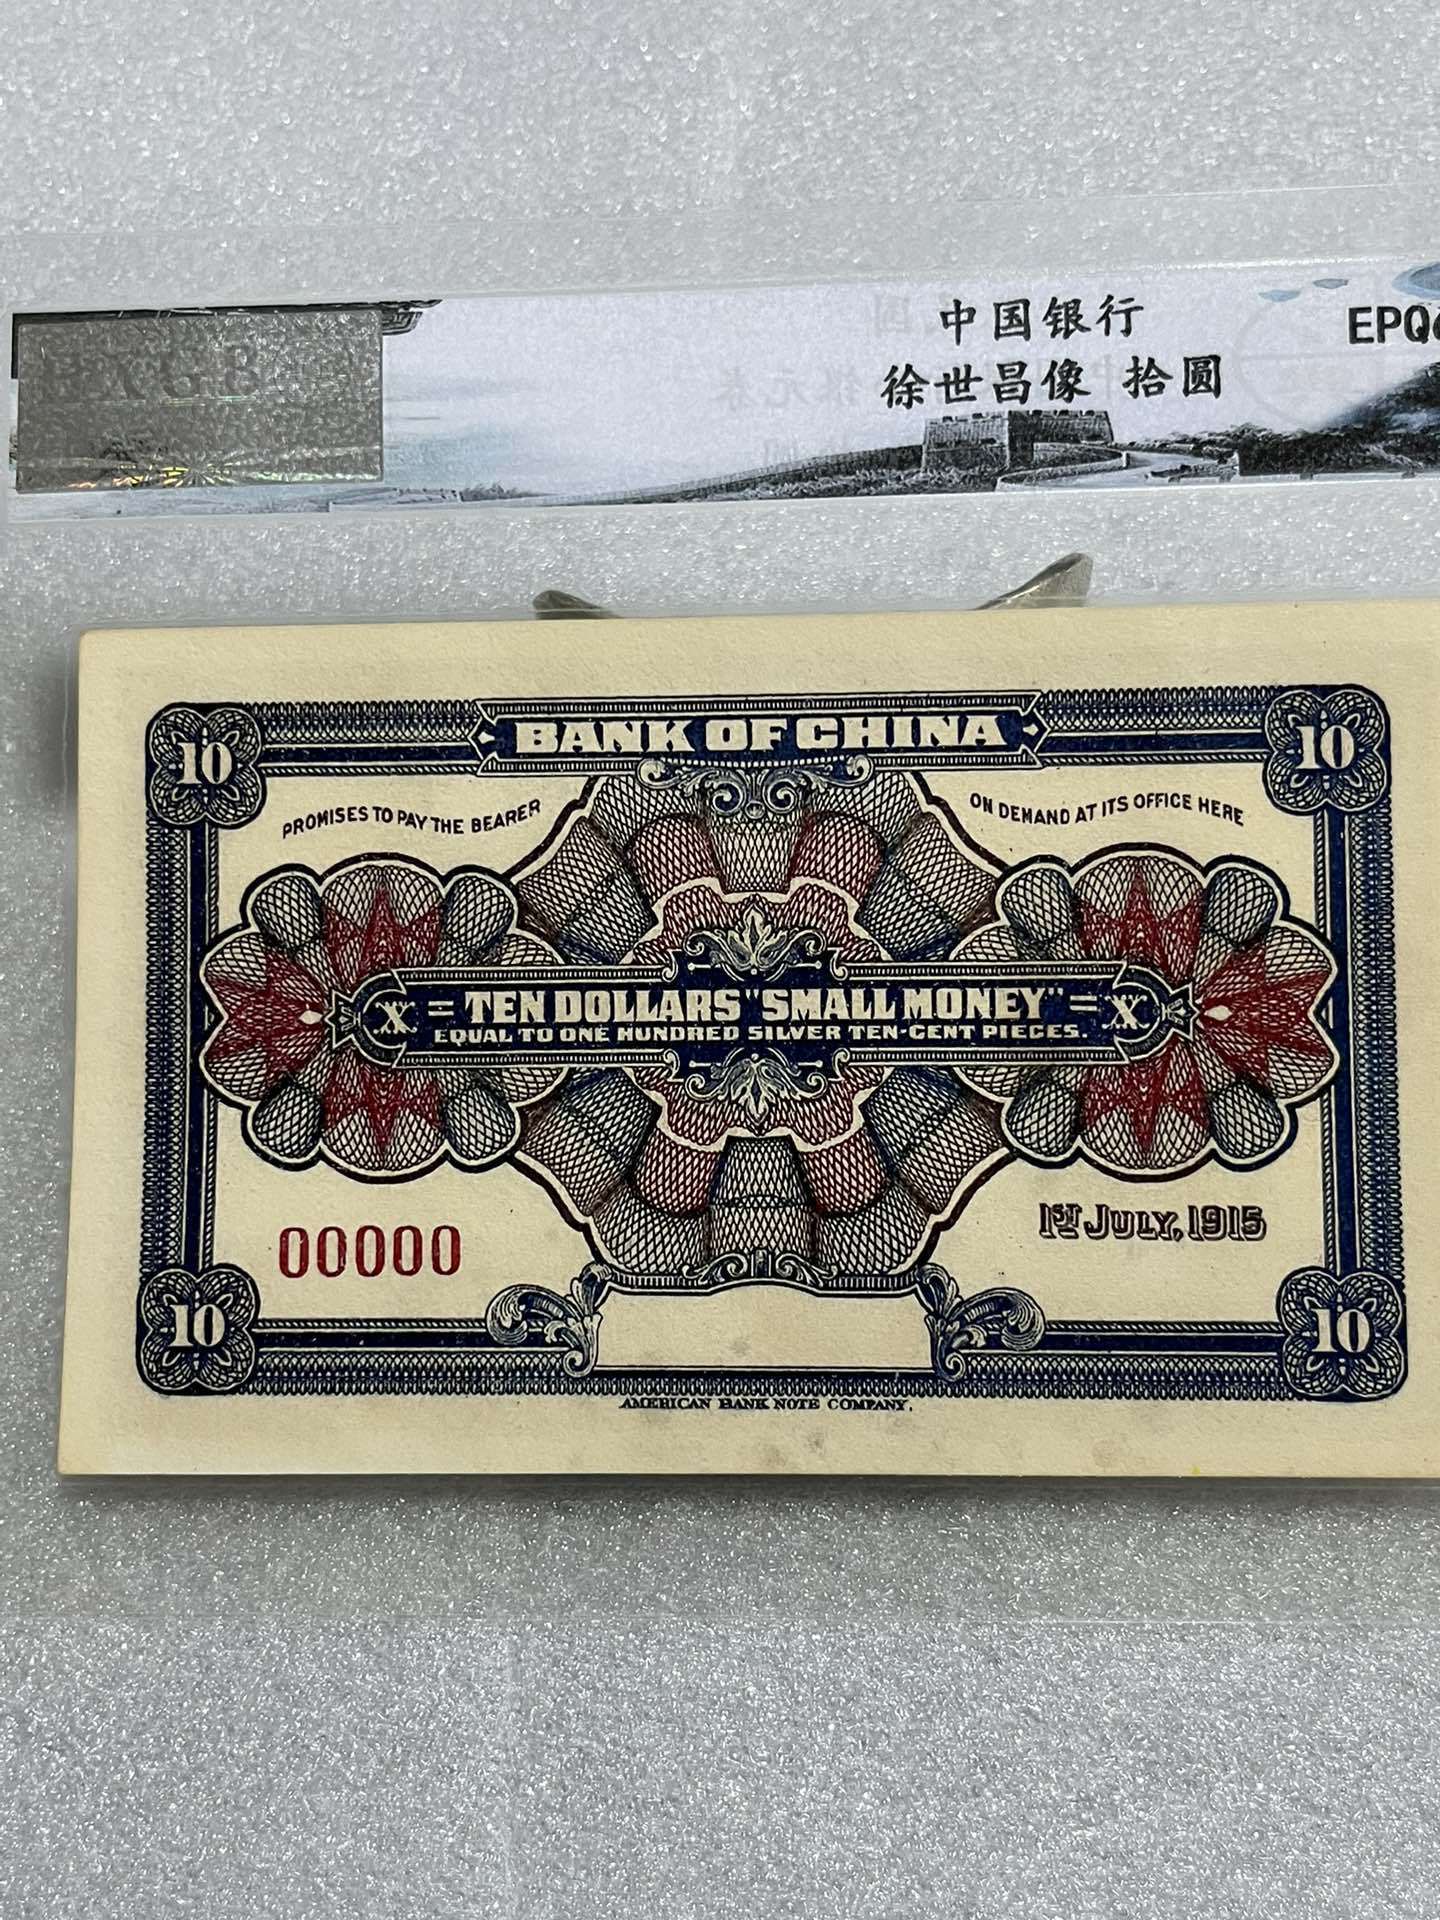 中国银行
EPQ
徐世昌像 拾圆
BANK OF CHINA
10
10
PROMISES TO PAY THE BEARER
ON DEMAND AT ITS OFFICE HERE
X = TEN DOLLARS "SMALL MONEY" = X
EQUAL TO ONE HUNDRED SILVER TEN-CENT PIECES.
00000
1ST JULY, 1915
10
10
AMERICAN BANK NOTE COMPANY.